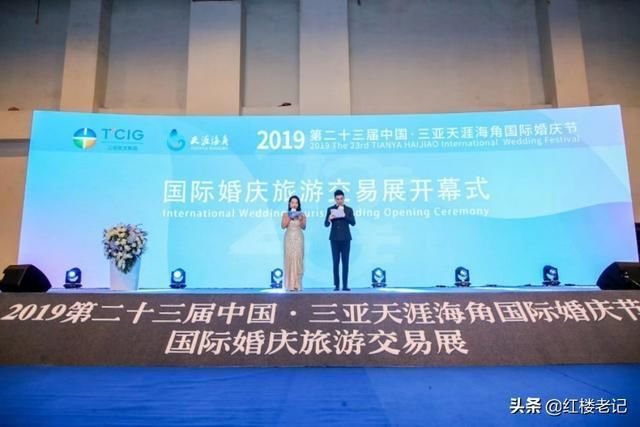 TCIG
三亚旅文集团
天涯海角
2019 第二十三届中国·三亚天涯海角国际婚庆节
2019 The 23rd TIANYA HAIJIAO International Wedding Festival
国际婚庆旅游交易展开幕式
International Wedding Opening Ceremony
2019第二十三届中国·三亚天涯海角国际婚庆节
国际婚庆旅游交易展
头条 @红楼老记